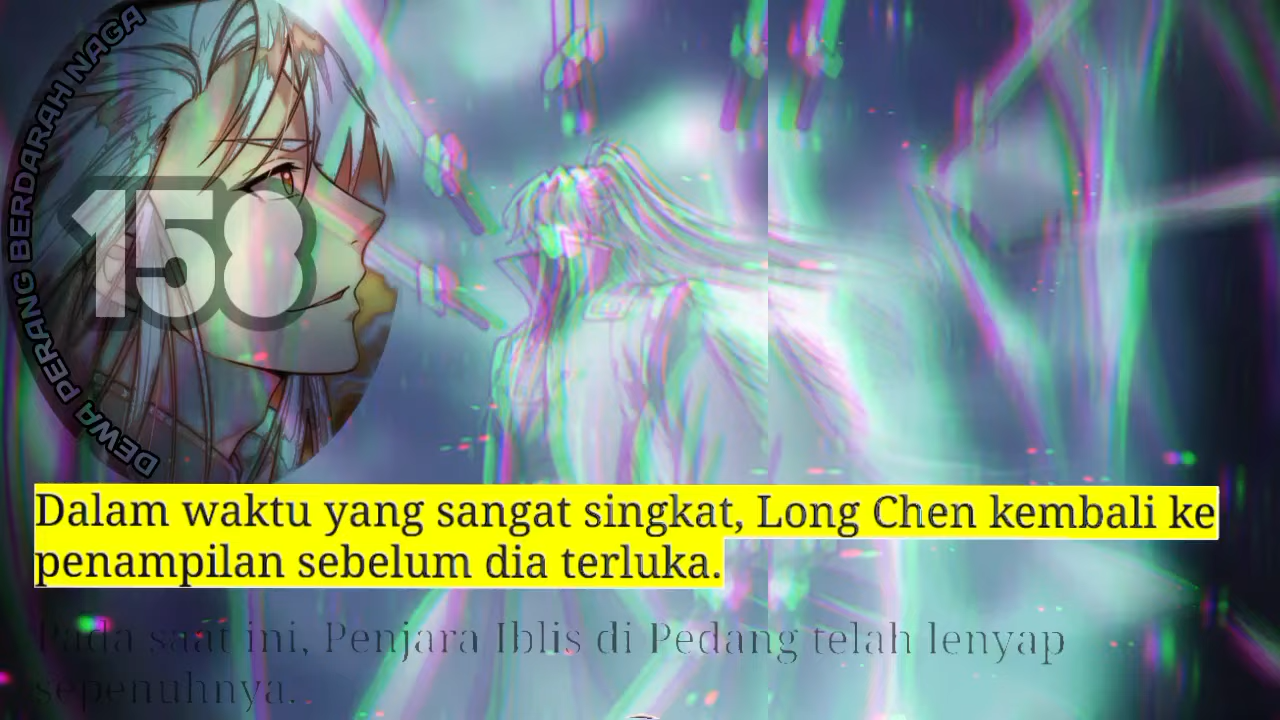 DEWA PERANG BERDARAH NAGA
158
Dalam waktu yang sangat singkat, Long Chen kembali ke
penampilan sebelum dia terluka.
Pada saat ini, Penjara Iblis di Pedang telah lenyap
sepenuhnya.